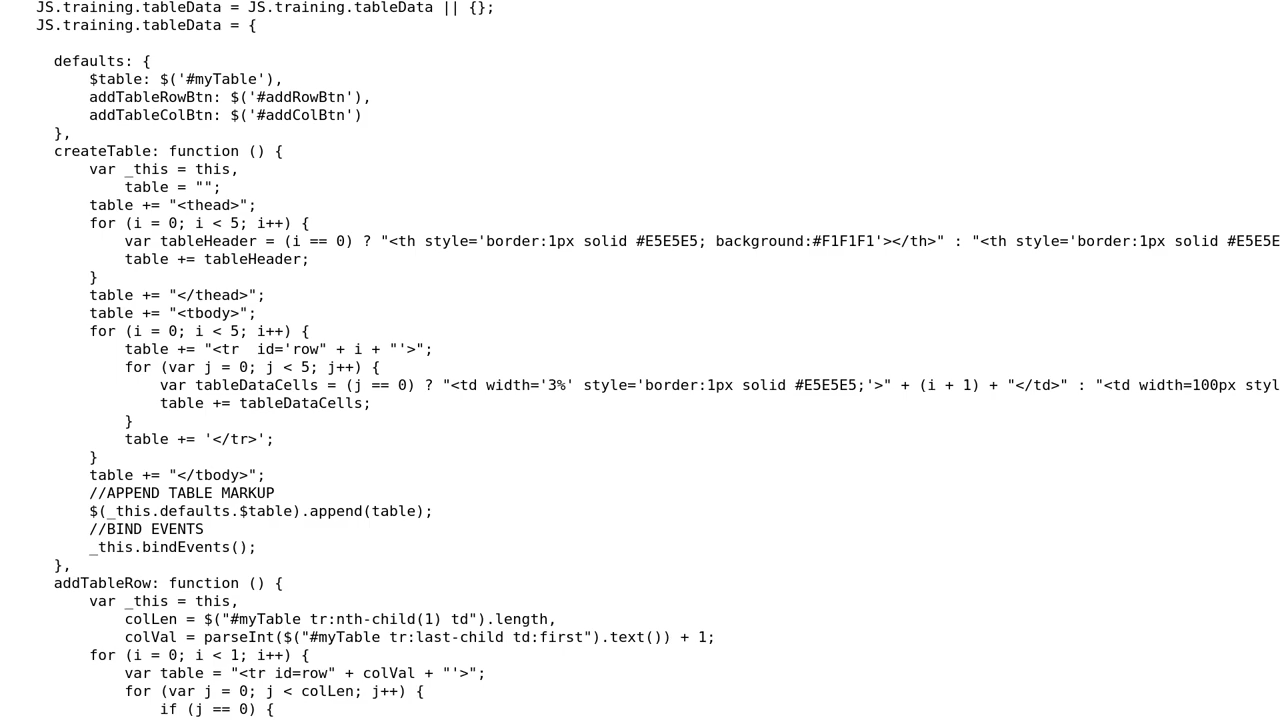 JS.training.tableData = JS.training.tableData || {};
JS.training.tableData = {
defaults: {
$table: $('#myTable'),
addTableRowBtn: $('#addRowBtn'),
addTableColBtn: $('#addColBtn')
},
createTable: function () {
var _this = this,
table = "";
table += "<thead>";
for (i = 0; i < 5; i++) {
var tableHeader = (i == 0) ? "<th style='border:1px solid #E5E5E5; background:#F1F1F1'></th>" : "<th style='border:1px solid #E5E5E
table += tableHeader;
}
table += "</thead>";
table += "<tbody>";
for (i = 0; i < 5; i++) {
table += "<tr  id='row" + i + "'>";
for (var j = 0; j < 5; j++) {
var tableDataCells = (j == 0) ? "<td width='3%' style='border:1px solid #E5E5E5;'>" + (i + 1) + "</td>" : "<td width=100px styl
table += tableDataCells;
}
table += '</tr>';
}
table += "</tbody>";
//APPEND TABLE MARKUP
$(_this.defaults.$table).append(table);
//BIND EVENTS
_this.bindEvents();
},
addTableRow: function () {
var _this = this,
colLen = $("#myTable tr:nth-child(1) td").length,
colVal = parseInt($("#myTable tr:last-child td:first").text()) + 1;
for (i = 0; i < 1; i++) {
var table = "<tr id=row" + colVal + "'>";
for (var j = 0; j < colLen; j++) {
if (j == 0) {